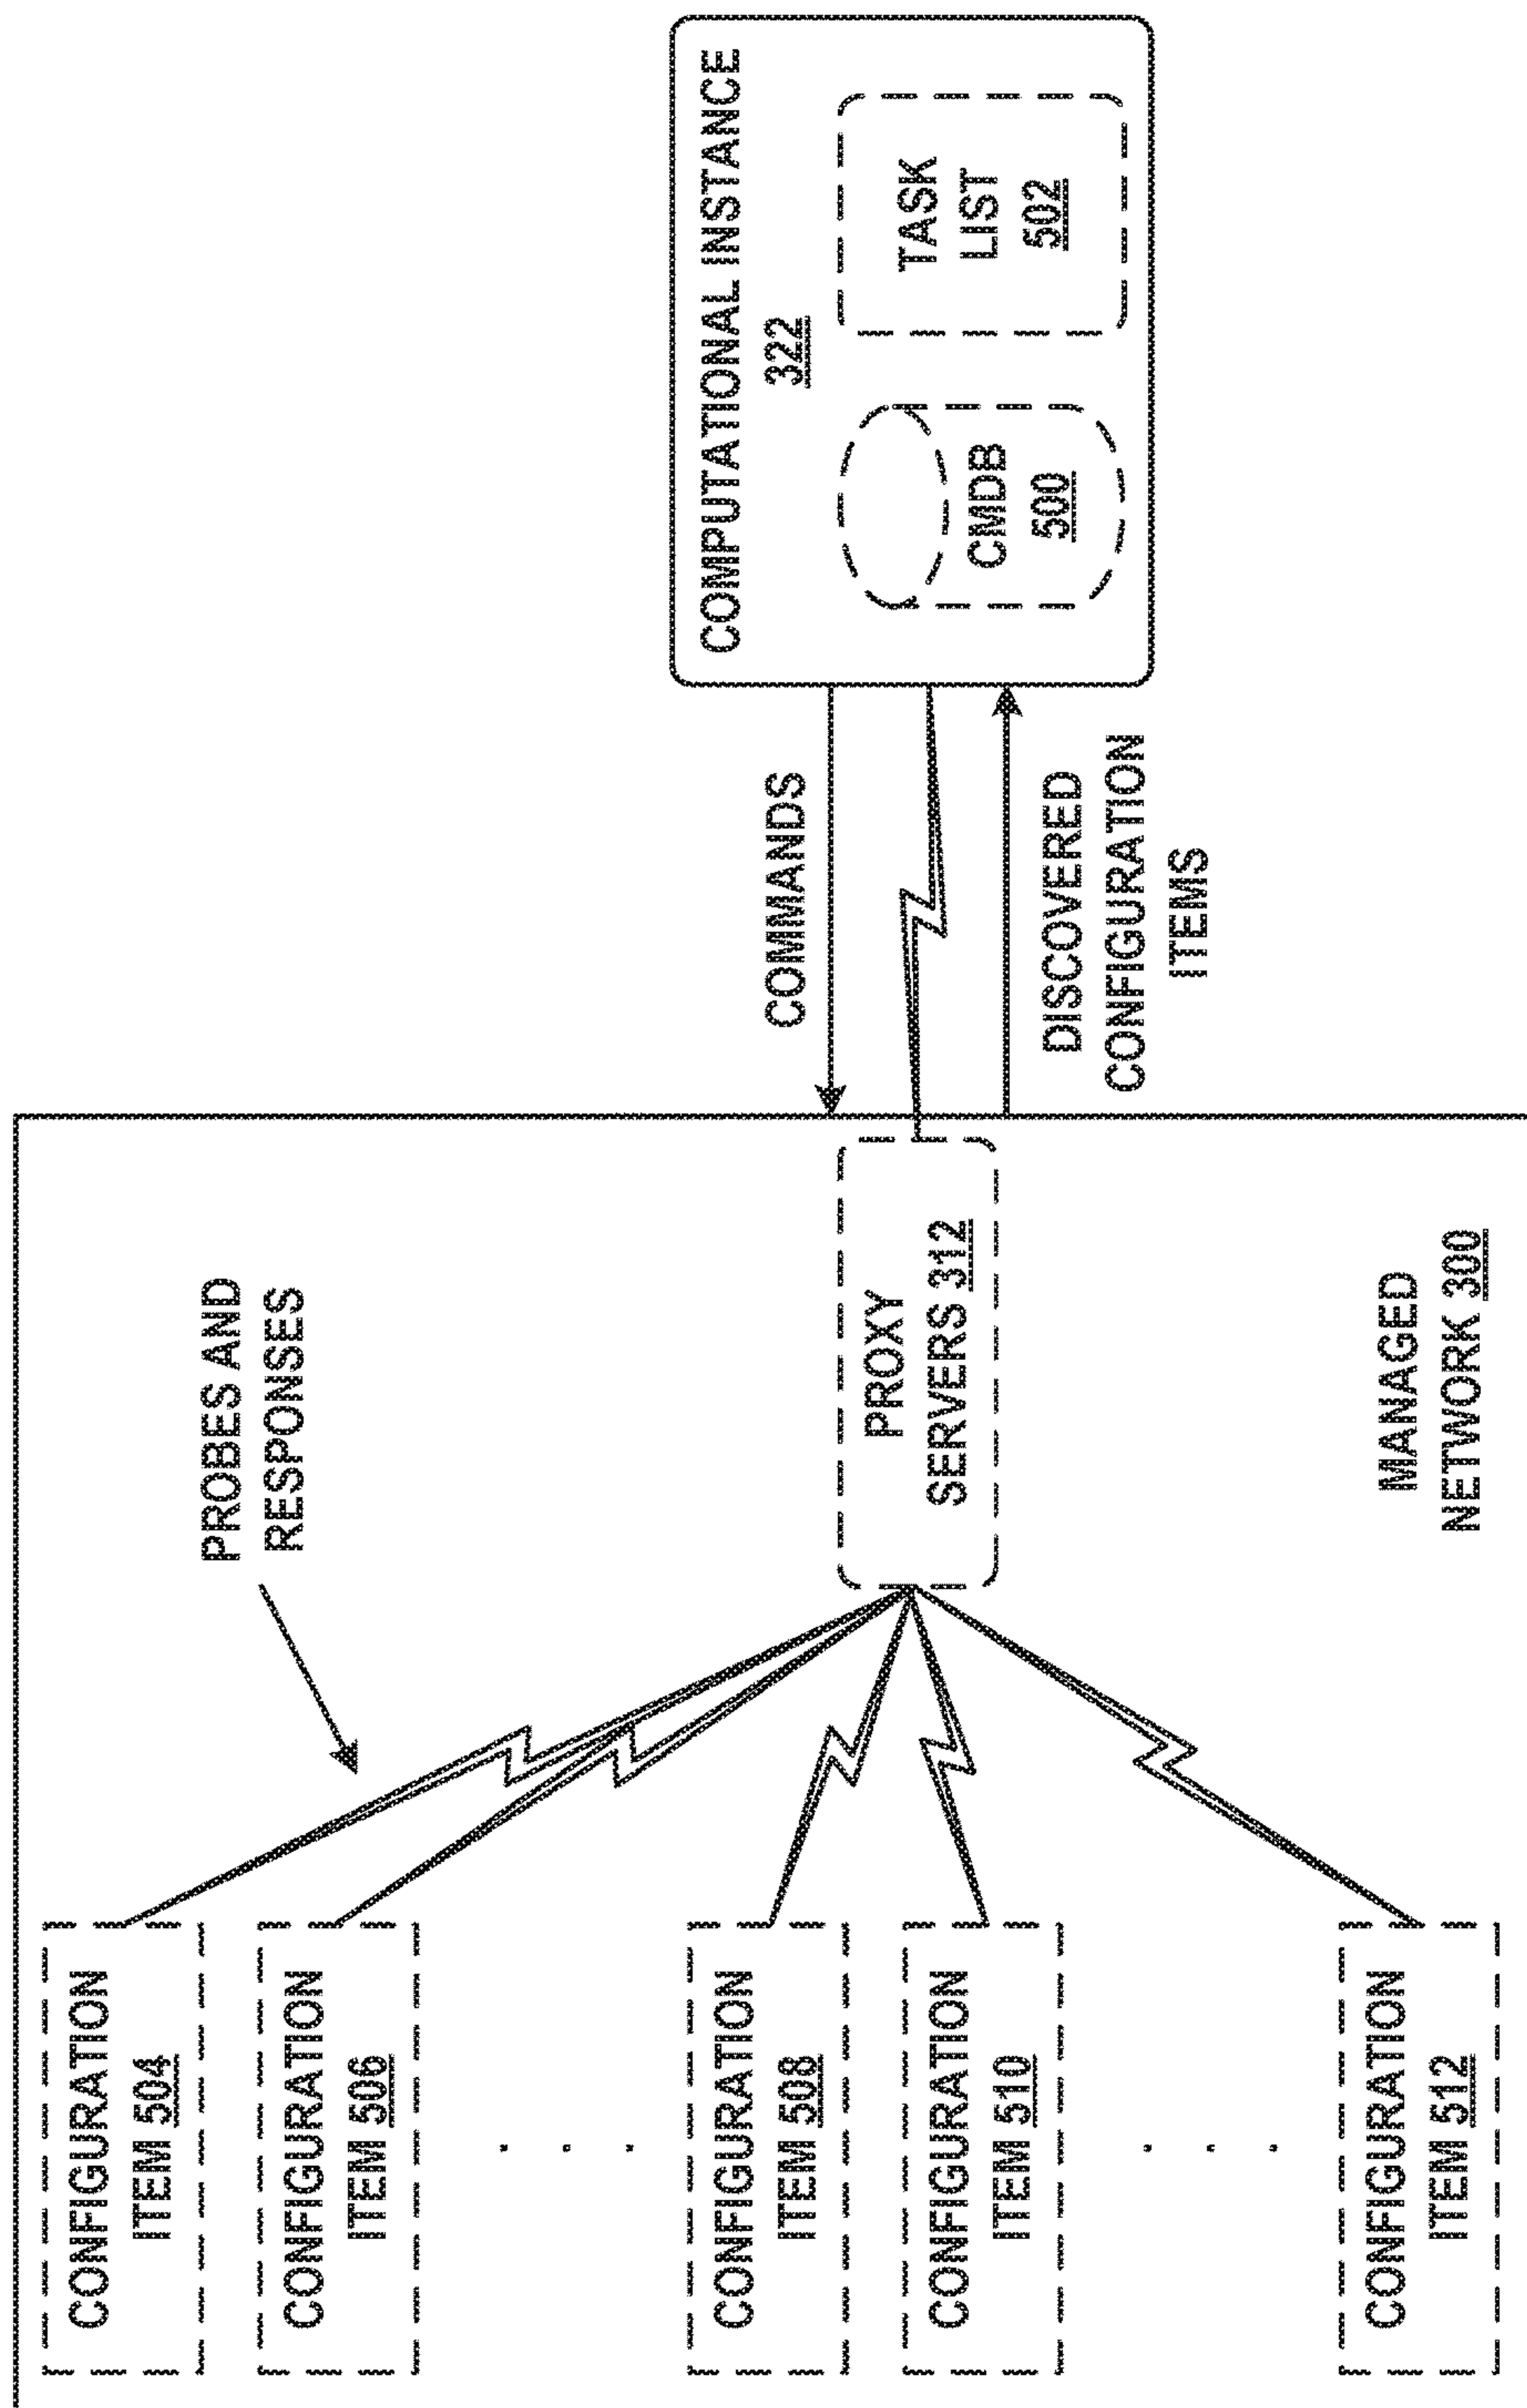 COMPUTATIONAL INSTANCE
322
CMDB
500
TASK
LIST
502
COMMANDS
DISCOVERED
CONFIGURATION
ITEMS
PROBES AND
RESPONSES
PROXY
SERVERS 312
MANAGED
NETWORK 300
CONFIGURATION
ITEM 504
CONFIGURATION
ITEM 506
CONFIGURATION
ITEM 508
CONFIGURATION
ITEM 510
CONFIGURATION
ITEM 512